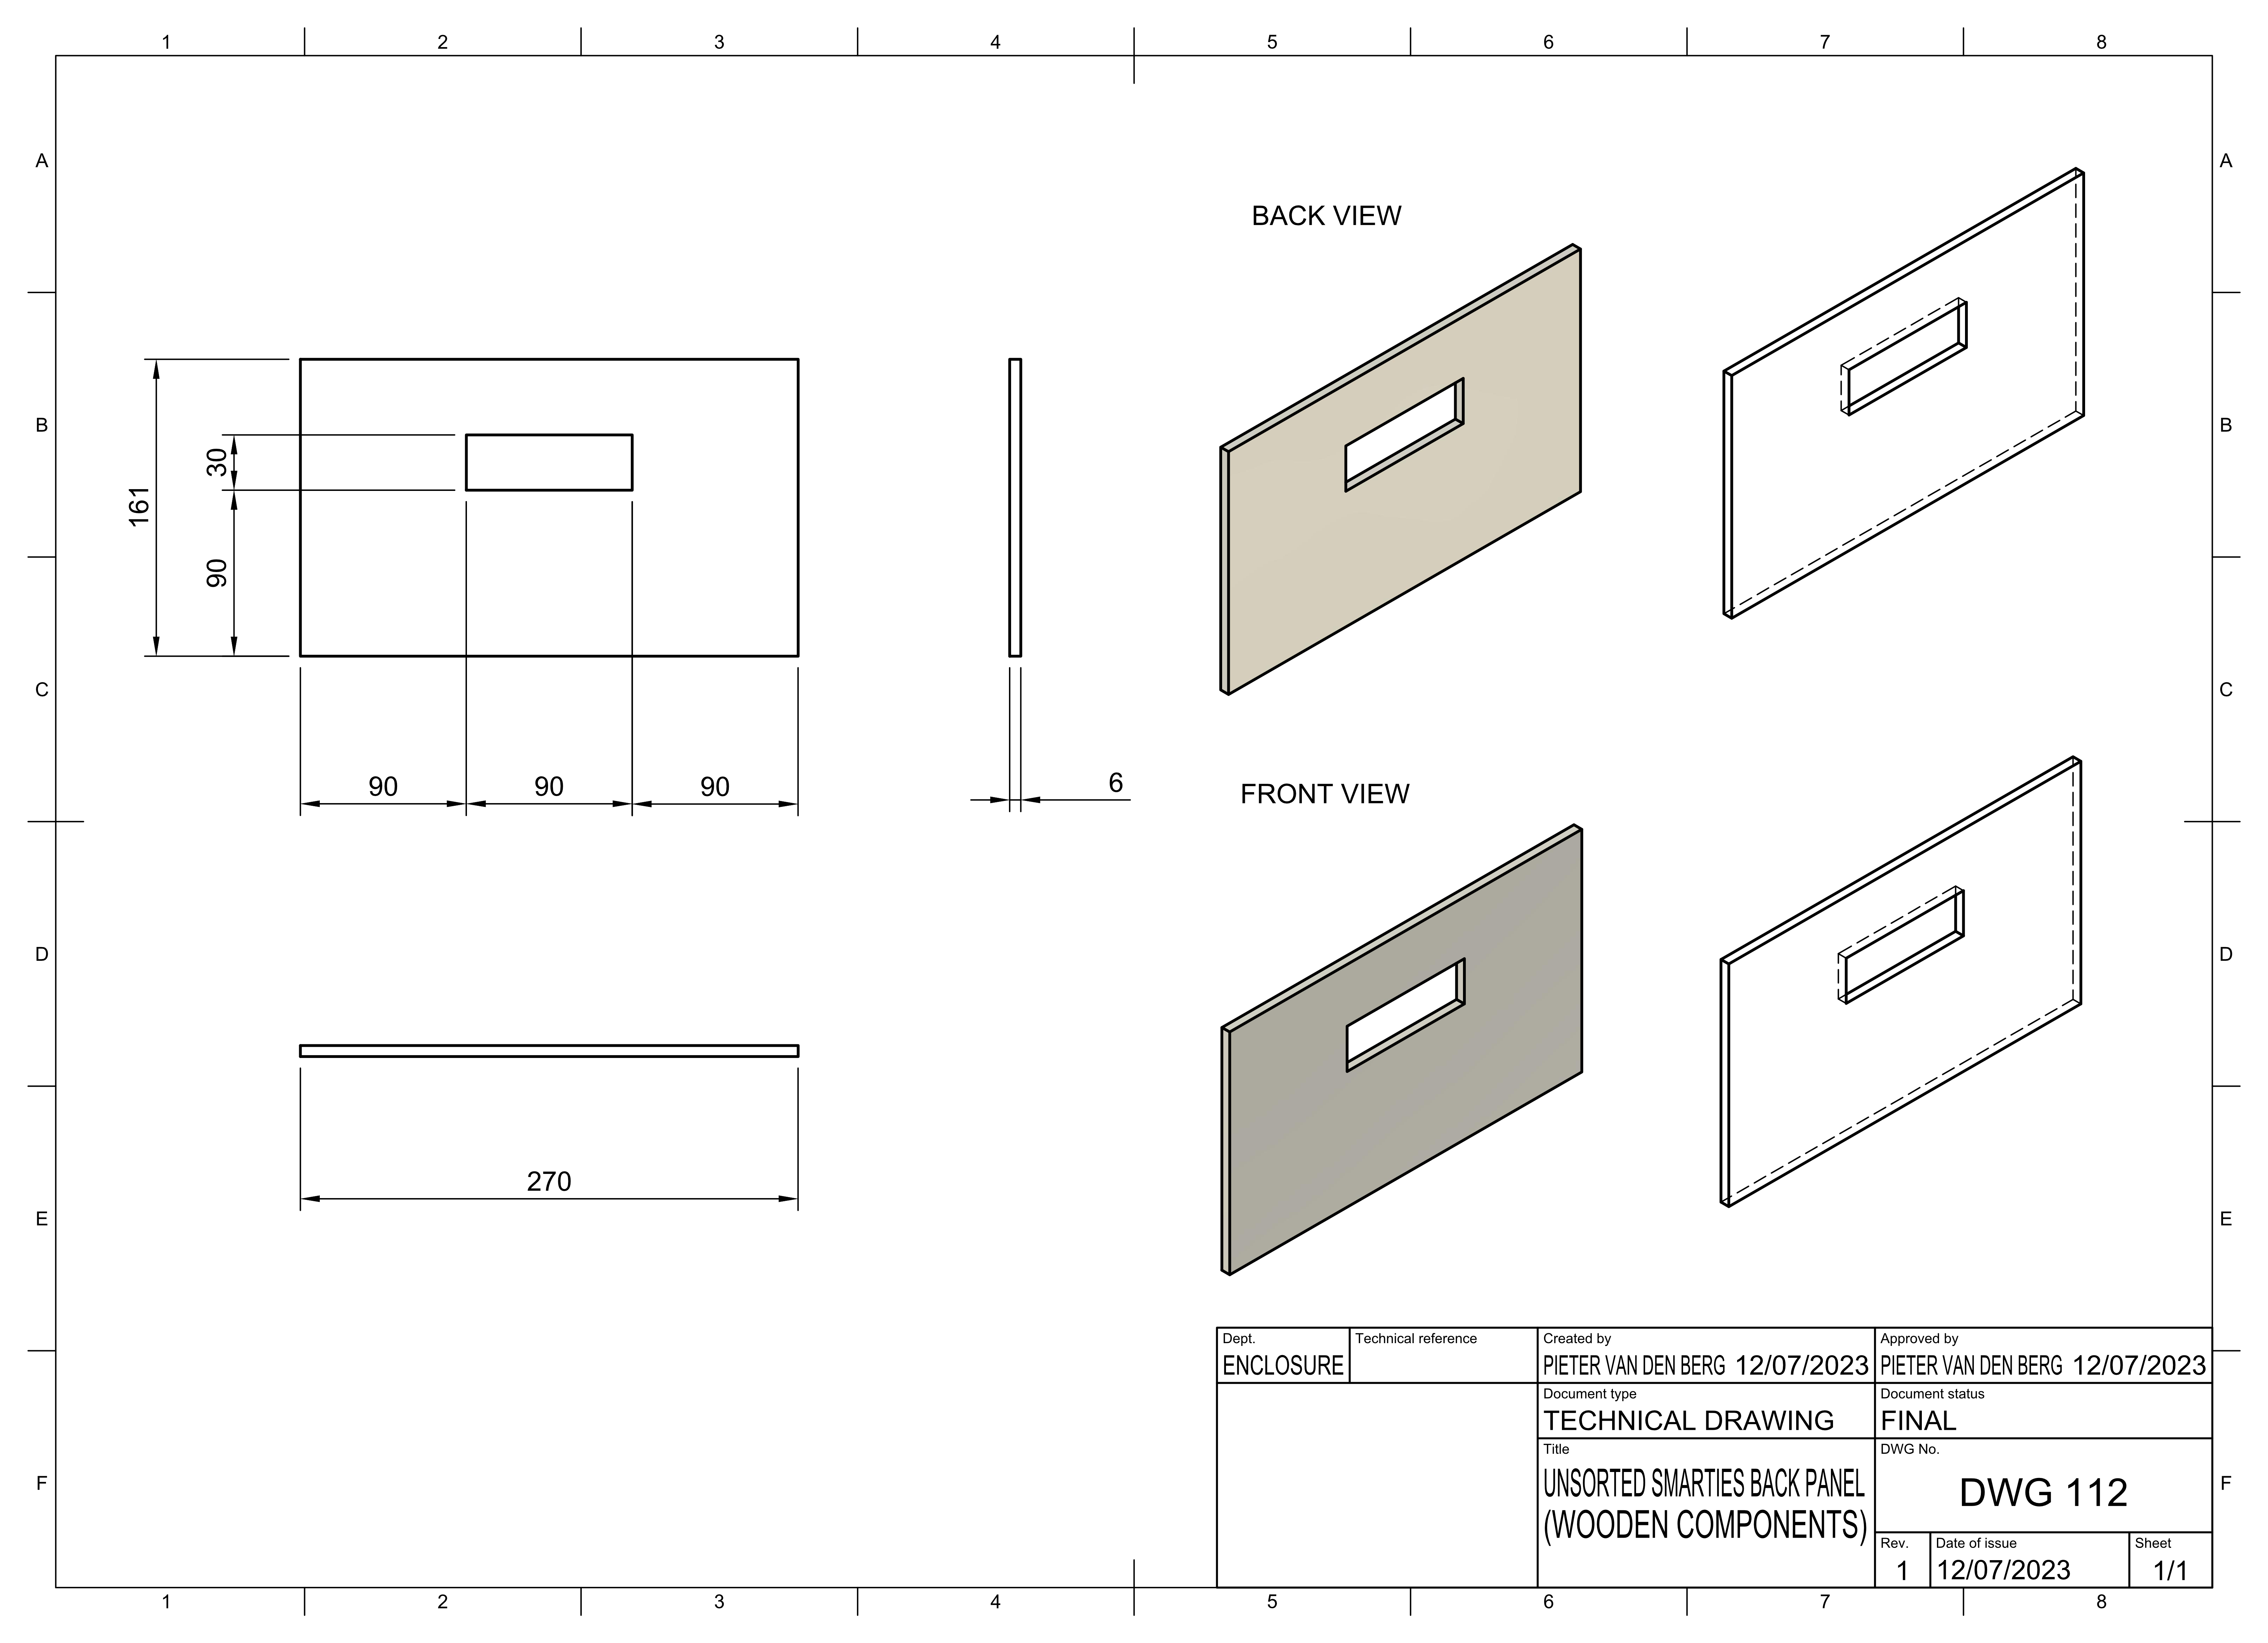 1 2 3 4 5 6 7 8
A A
BACK VIEW
B B
30
161
90
C C
90 90 90
6
FRONT VIEW
D D
270
E E
Dept.
ENCLOSURE
Technical reference
Created by
PIETER VAN DEN BERG 12/07/2023
Approved by
PIETER VAN DEN BERG 12/07/2023
Document type
TECHNICAL DRAWING
Document status
FINAL
Title
UNSORTED SMARTIES BACK PANEL
(WOODEN COMPONENTS)
DWG No.
DWG 112
F F
Rev.
1
Date of issue
12/07/2023
Sheet
1/1
1 2 3 4 5 6 7 8